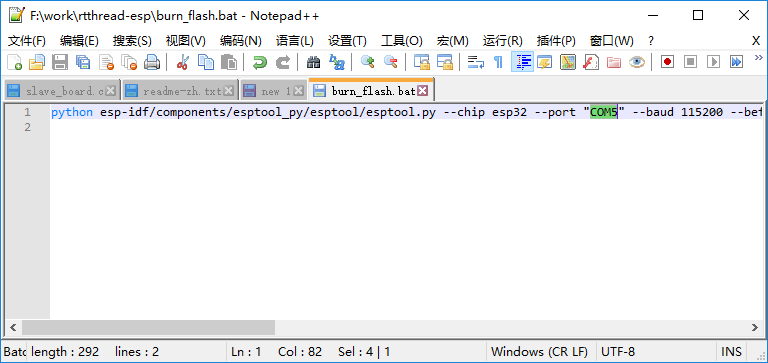 F:\work\rtthread-esp\burn_flash.bat - Notepad++
文件(F) 编辑(E) 搜索(S) 视图(V) 编码(N) 语言(L) 设置(T) 工具(O) 宏(M) 运行(R) 插件(P) 窗口(W) ? X
slave_board.c readme-zh.txt new 1 burn_flash.bat
1 python esp-idf/components/esptool_py/esptool/esptool.py --chip esp32 --port "COM5" --baud 115200 --bef
2
Batc length : 292 lines : 2 Ln : 1 Col : 82 Sel : 4 | 1 Windows (CR LF) UTF-8 INS